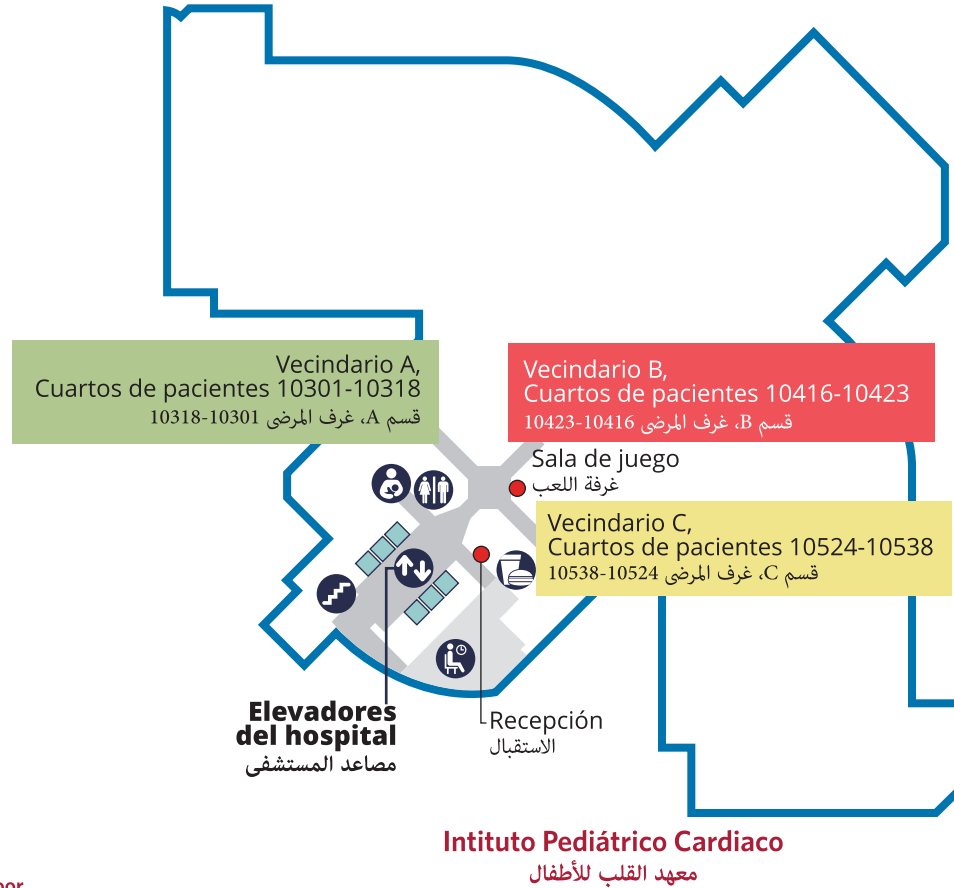 Vecindario A,
Cuartos de pacientes 10301-10318
قسم A، غرف المرضى 10301-10318
Vecindario B,
Cuartos de pacientes 10416-10423
قسم B، غرف المرضى 10416-10423
Sala de juego
غرفة اللعب
Vecindario C,
Cuartos de pacientes 10524-10538
قسم C، غرف المرضى 10524-10538
Elevadores
del hospital
مصاعد المستشفى
Recepción
الاستقبال
Intituto Pediátrico Cardiaco
معهد القلب للأطفال